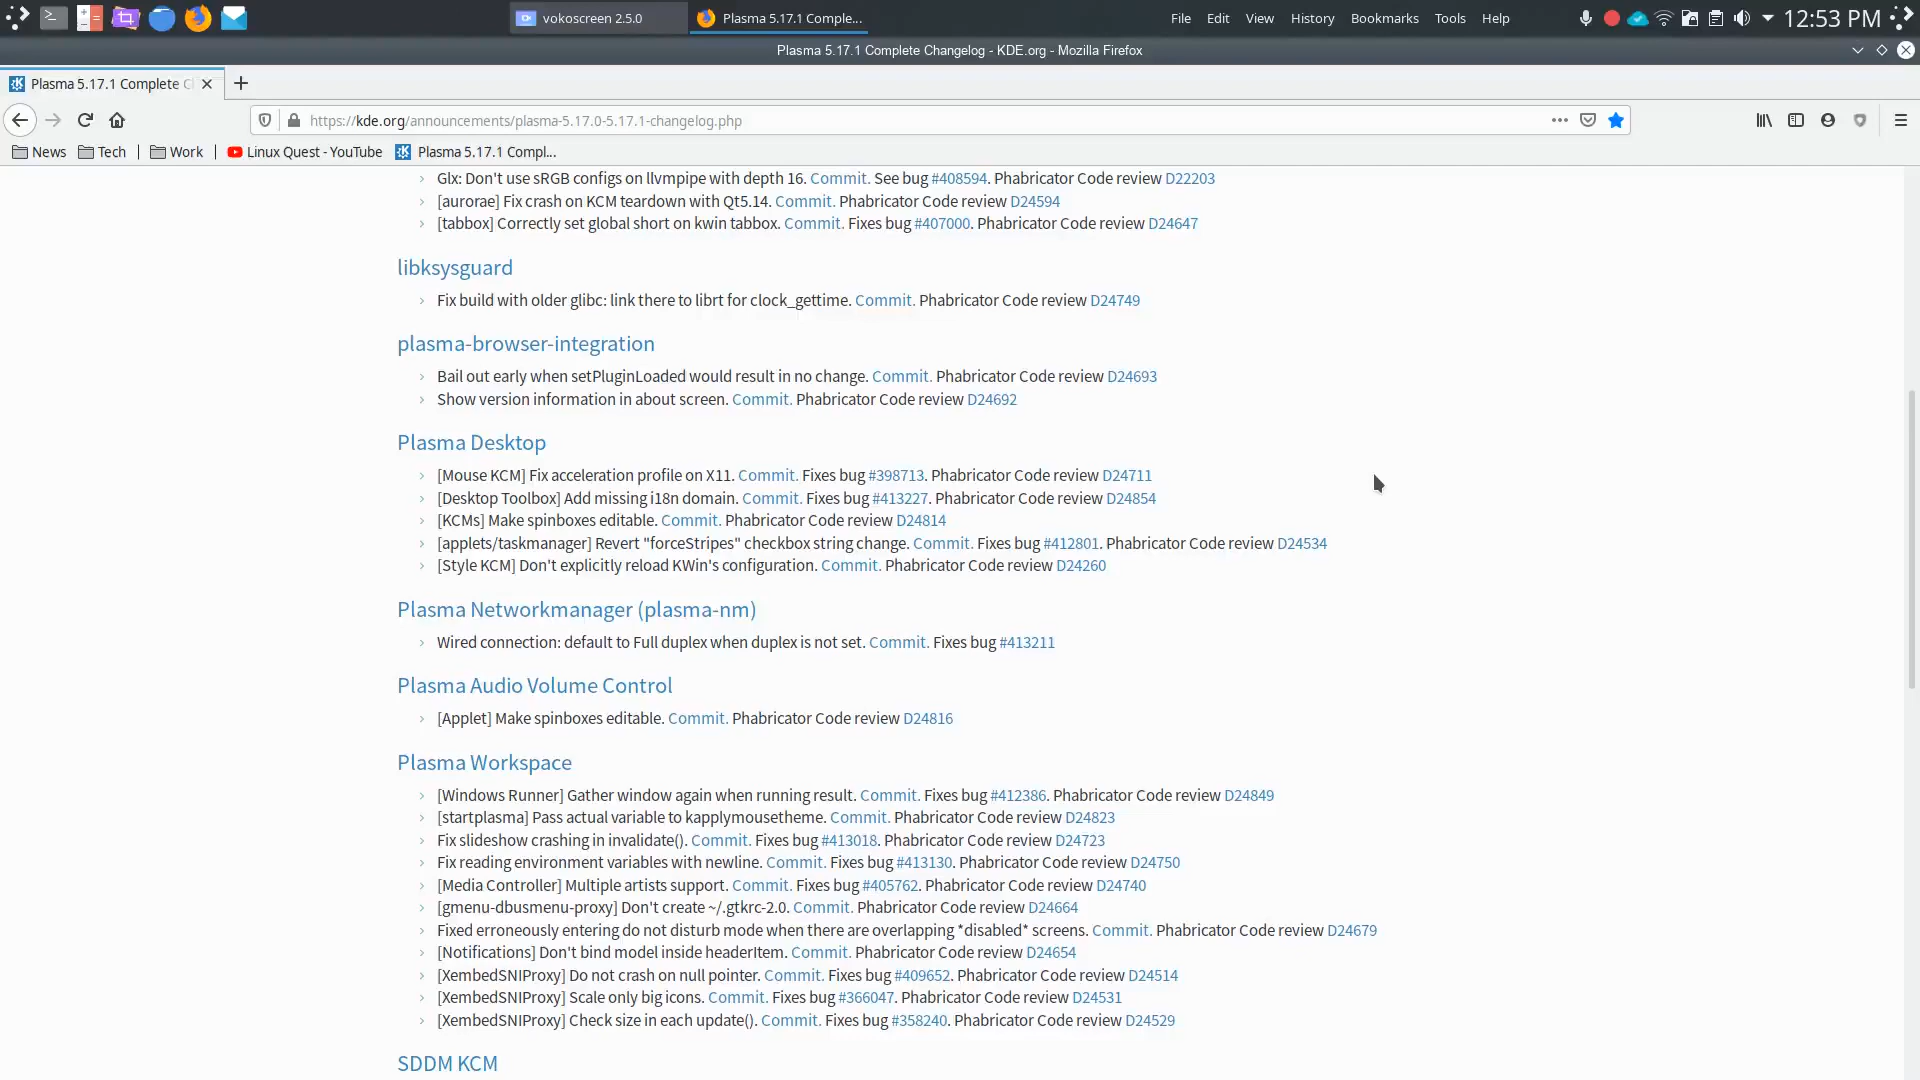 vokoscreen 2.5.0
Plasma 5.17.1 Comple...
File Edit View History Bookmarks Tools Help
12:53 PM
Plasma 5.17.1 Complete Changelog - KDE.org - Mozilla Firefox
Plasma 5.17.1 Complete C
https://kde.org/announcements/plasma-5.17.0-5.17.1-changelog.php
News Tech Work Linux Quest - YouTube Plasma 5.17.1 Compl...
Glx: Don't use sRGB configs on llvmpipe with depth 16. Commit. See bug #408594. Phabricator Code review D22203
[aurorae] Fix crash on KCM teardown with Qt5.14. Commit. Phabricator Code review D24594
[tabbox] Correctly set global short on kwin tabbox. Commit. Fixes bug #407000. Phabricator Code review D24647
libksysguard
Fix build with older glibc: link there to librt for clock_gettime. Commit. Phabricator Code review D24749
plasma-browser-integration
Bail out early when setPluginLoaded would result in no change. Commit. Phabricator Code review D24693
Show version information in about screen. Commit. Phabricator Code review D24692
Plasma Desktop
[Mouse KCM] Fix acceleration profile on X11. Commit. Fixes bug #398713. Phabricator Code review D24711
[Desktop Toolbox] Add missing i18n domain. Commit. Fixes bug #413227. Phabricator Code review D24854
[KCMs] Make spinboxes editable. Commit. Phabricator Code review D24814
[applets/taskmanager] Revert "forceStripes" checkbox string change. Commit. Fixes bug #412801. Phabricator Code review D24534
[Style KCM] Don't explicitly reload KWin's configuration. Commit. Phabricator Code review D24260
Plasma Networkmanager (plasma-nm)
Wired connection: default to Full duplex when duplex is not set. Commit. Fixes bug #413211
Plasma Audio Volume Control
[Applet] Make spinboxes editable. Commit. Phabricator Code review D24816
Plasma Workspace
[Windows Runner] Gather window again when running result. Commit. Fixes bug #412386. Phabricator Code review D24849
[startplasma] Pass actual variable to kapplymousetheme. Commit. Phabricator Code review D24823
Fix slideshow crashing in invalidate(). Commit. Fixes bug #413018. Phabricator Code review D24723
Fix reading environment variables with newline. Commit. Fixes bug #413130. Phabricator Code review D24750
[Media Controller] Multiple artists support. Commit. Fixes bug #405762. Phabricator Code review D24740
[gmenu-dbusmenu-proxy] Don't create ~/.gtkrc-2.0. Commit. Phabricator Code review D24664
Fixed erroneously entering do not disturb mode when there are overlapping *disabled* screens. Commit. Phabricator Code review D24679
[Notifications] Don't bind model inside headerItem. Commit. Phabricator Code review D24654
[XembedSNIProxy] Do not crash on null pointer. Commit. Fixes bug #409652. Phabricator Code review D24514
[XembedSNIProxy] Scale only big icons. Commit. Fixes bug #366047. Phabricator Code review D24531
[XembedSNIProxy] Check size in each update(). Commit. Fixes bug #358240. Phabricator Code review D24529
SDDM KCM